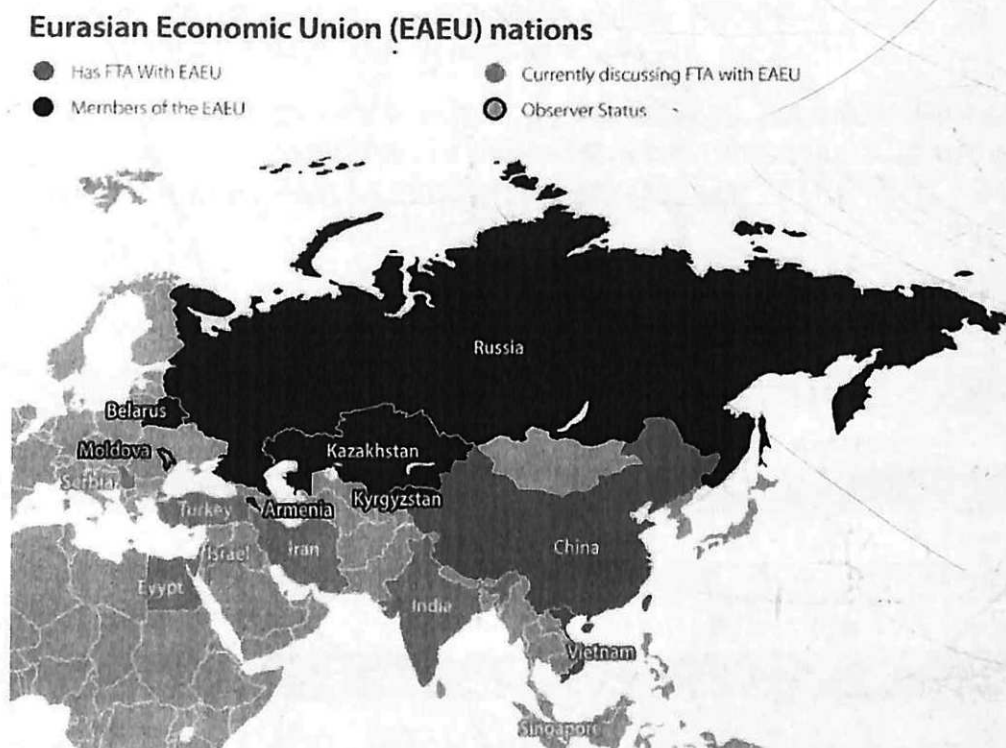 Eurasian Economic Union (EAEU) nations
Has FTA With EAEU
Currently discussing FTA with EAEU
Members of the EAEU
Observer Status
Russia
Belarus
Moldova
Kazakhstan
Serbia
Kyrgyzstan
Turkey
Armenia
Israel
Iran
China
Eyypt
India
Vietnam
Singapore